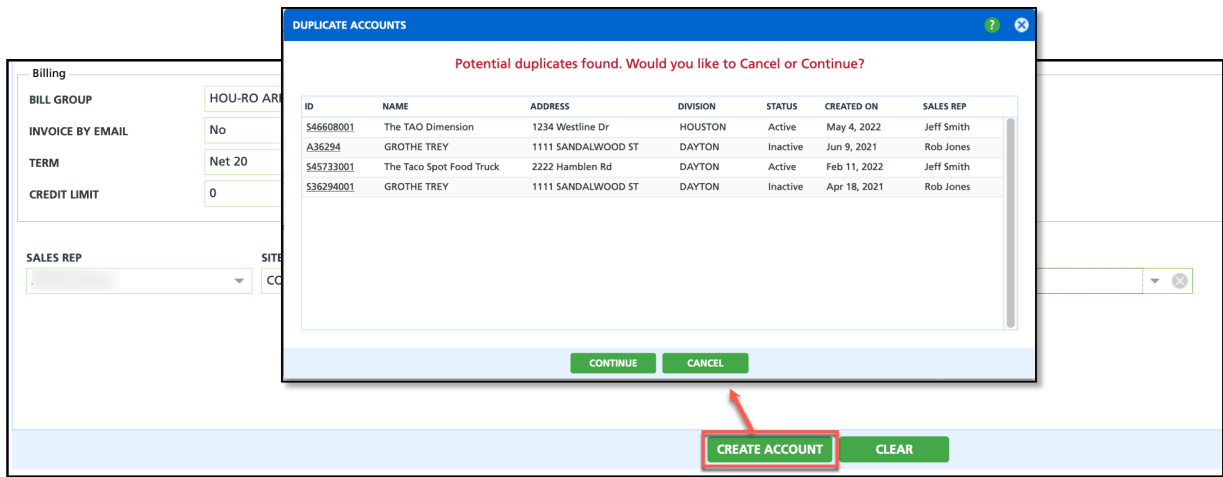 DUPLICATE ACCOUNTS
?
Potential duplicates found. Would you like to Cancel or Continue?
ID NAME ADDRESS DIVISION STATUS CREATED ON SALES REP
S46608001 The TAO Dimension 1234 Westline Dr HOUSTON Active May 4, 2022 Jeff Smith
A36294 GROTHE TREY 1111 SANDALWOOD ST DAYTON Inactive Jun 9, 2021 Rob Jones
S45733001 The Taco Spot Food Truck 2222 Hamblen Rd DAYTON Active Feb 11, 2022 Jeff Smith
S36294001 GROTHE TREY 1111 SANDALWOOD ST DAYTON Inactive Apr 18, 2021 Rob Jones
CONTINUE CANCEL
Billing
BILL GROUP HOU-RO
INVOICE BY EMAIL No
TERM Net 20
CREDIT LIMIT 0
SALES REP
CREATE ACCOUNT CLEAR